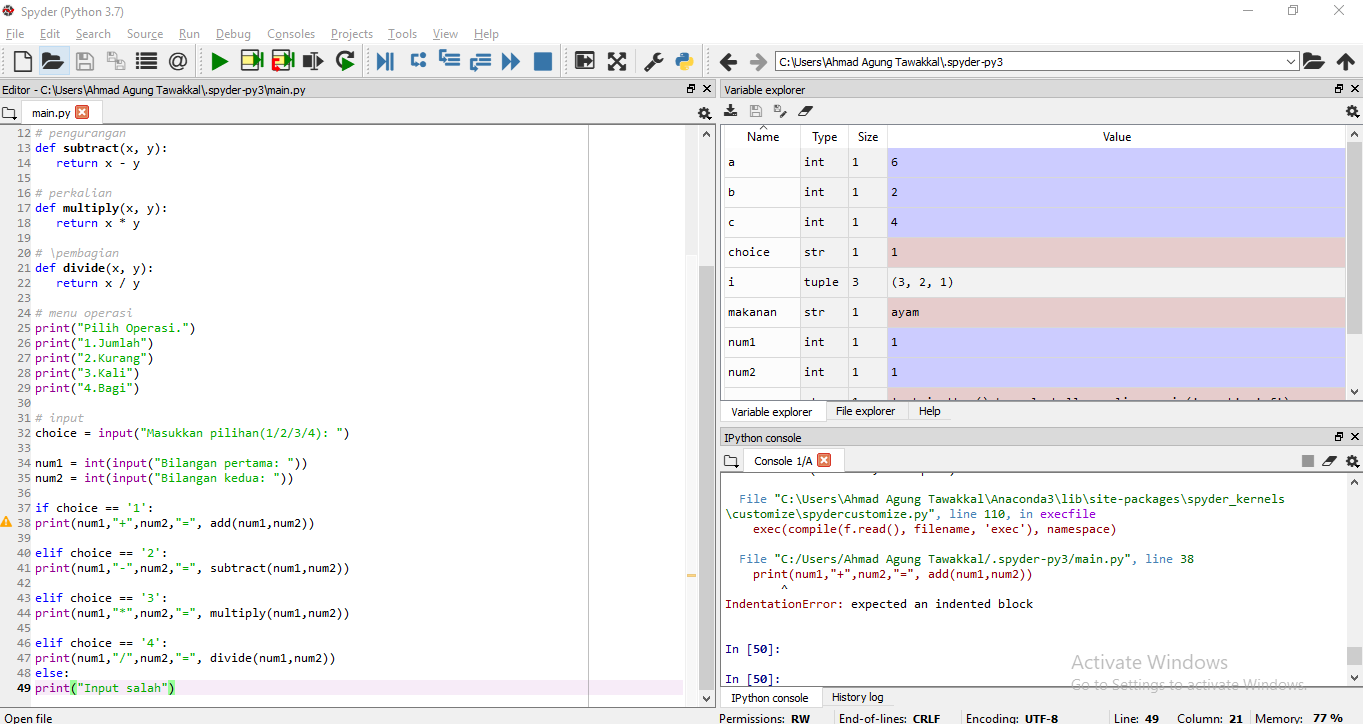 Spyder (Python 3.7)
File Edit Search Source Run Debug Consoles Projects Tools View Help
C:\Users\Ahmad Agung Tawakkal\.spyder-py3
Editor - C:\Users\Ahmad Agung Tawakkal\.spyder-py3\main.py
main.py
12 # pengurangan
13 def subtract(x, y):
14 return x - y
15
16 # perkalian
17 def multiply(x, y):
18 return x * y
19
20 # \pembagian
21 def divide(x, y):
22 return x / y
23
24 # menu operasi
25 print("Pilih Operasi.")
26 print("1.Jumlah")
27 print("2.Kurang")
28 print("3.Kali")
29 print("4.Bagi")
30
31 # input
32 choice = input("Masukkan pilihan(1/2/3/4): ")
33
34 num1 = int(input("Bilangan pertama: "))
35 num2 = int(input("Bilangan kedua: "))
36
37 if choice == '1':
38 print(num1,"+",num2,"=", add(num1,num2))
39
40 elif choice == '2':
41 print(num1,"-",num2,"=", subtract(num1,num2))
42
43 elif choice == '3':
44 print(num1,"*",num2,"=", multiply(num1,num2))
45
46 elif choice == '4':
47 print(num1,"/",num2,"=", divide(num1,num2))
48 else:
49 print("Input salah")
Variable explorer
Name Type Size Value
a int 1 6
b int 1 2
c int 1 4
choice str 1 1
i tuple 3 (3, 2, 1)
makanan str 1 ayam
num1 int 1 1
num2 int 1 1
Variable explorer File explorer Help
IPython console
Console 1/A
File "C:\Users\Ahmad Agung Tawakkal\Anaconda3\lib\site-packages\spyder_kernels
\customize\spydercustomize.py", line 110, in execfile
exec(compile(f.read(), filename, 'exec'), namespace)
File "C:/Users/Ahmad Agung Tawakkal/.spyder-py3/main.py", line 38
print(num1,"+",num2,"=", add(num1,num2))
^
IndentationError: expected an indented block
In [50]:
In [50]:
Activate Windows
Go to Settings to activate Windows.
IPython console History log
Open file Permissions: RW End-of-lines: CRLF Encoding: UTF-8 Line: 49 Column: 21 Memory: 77 %